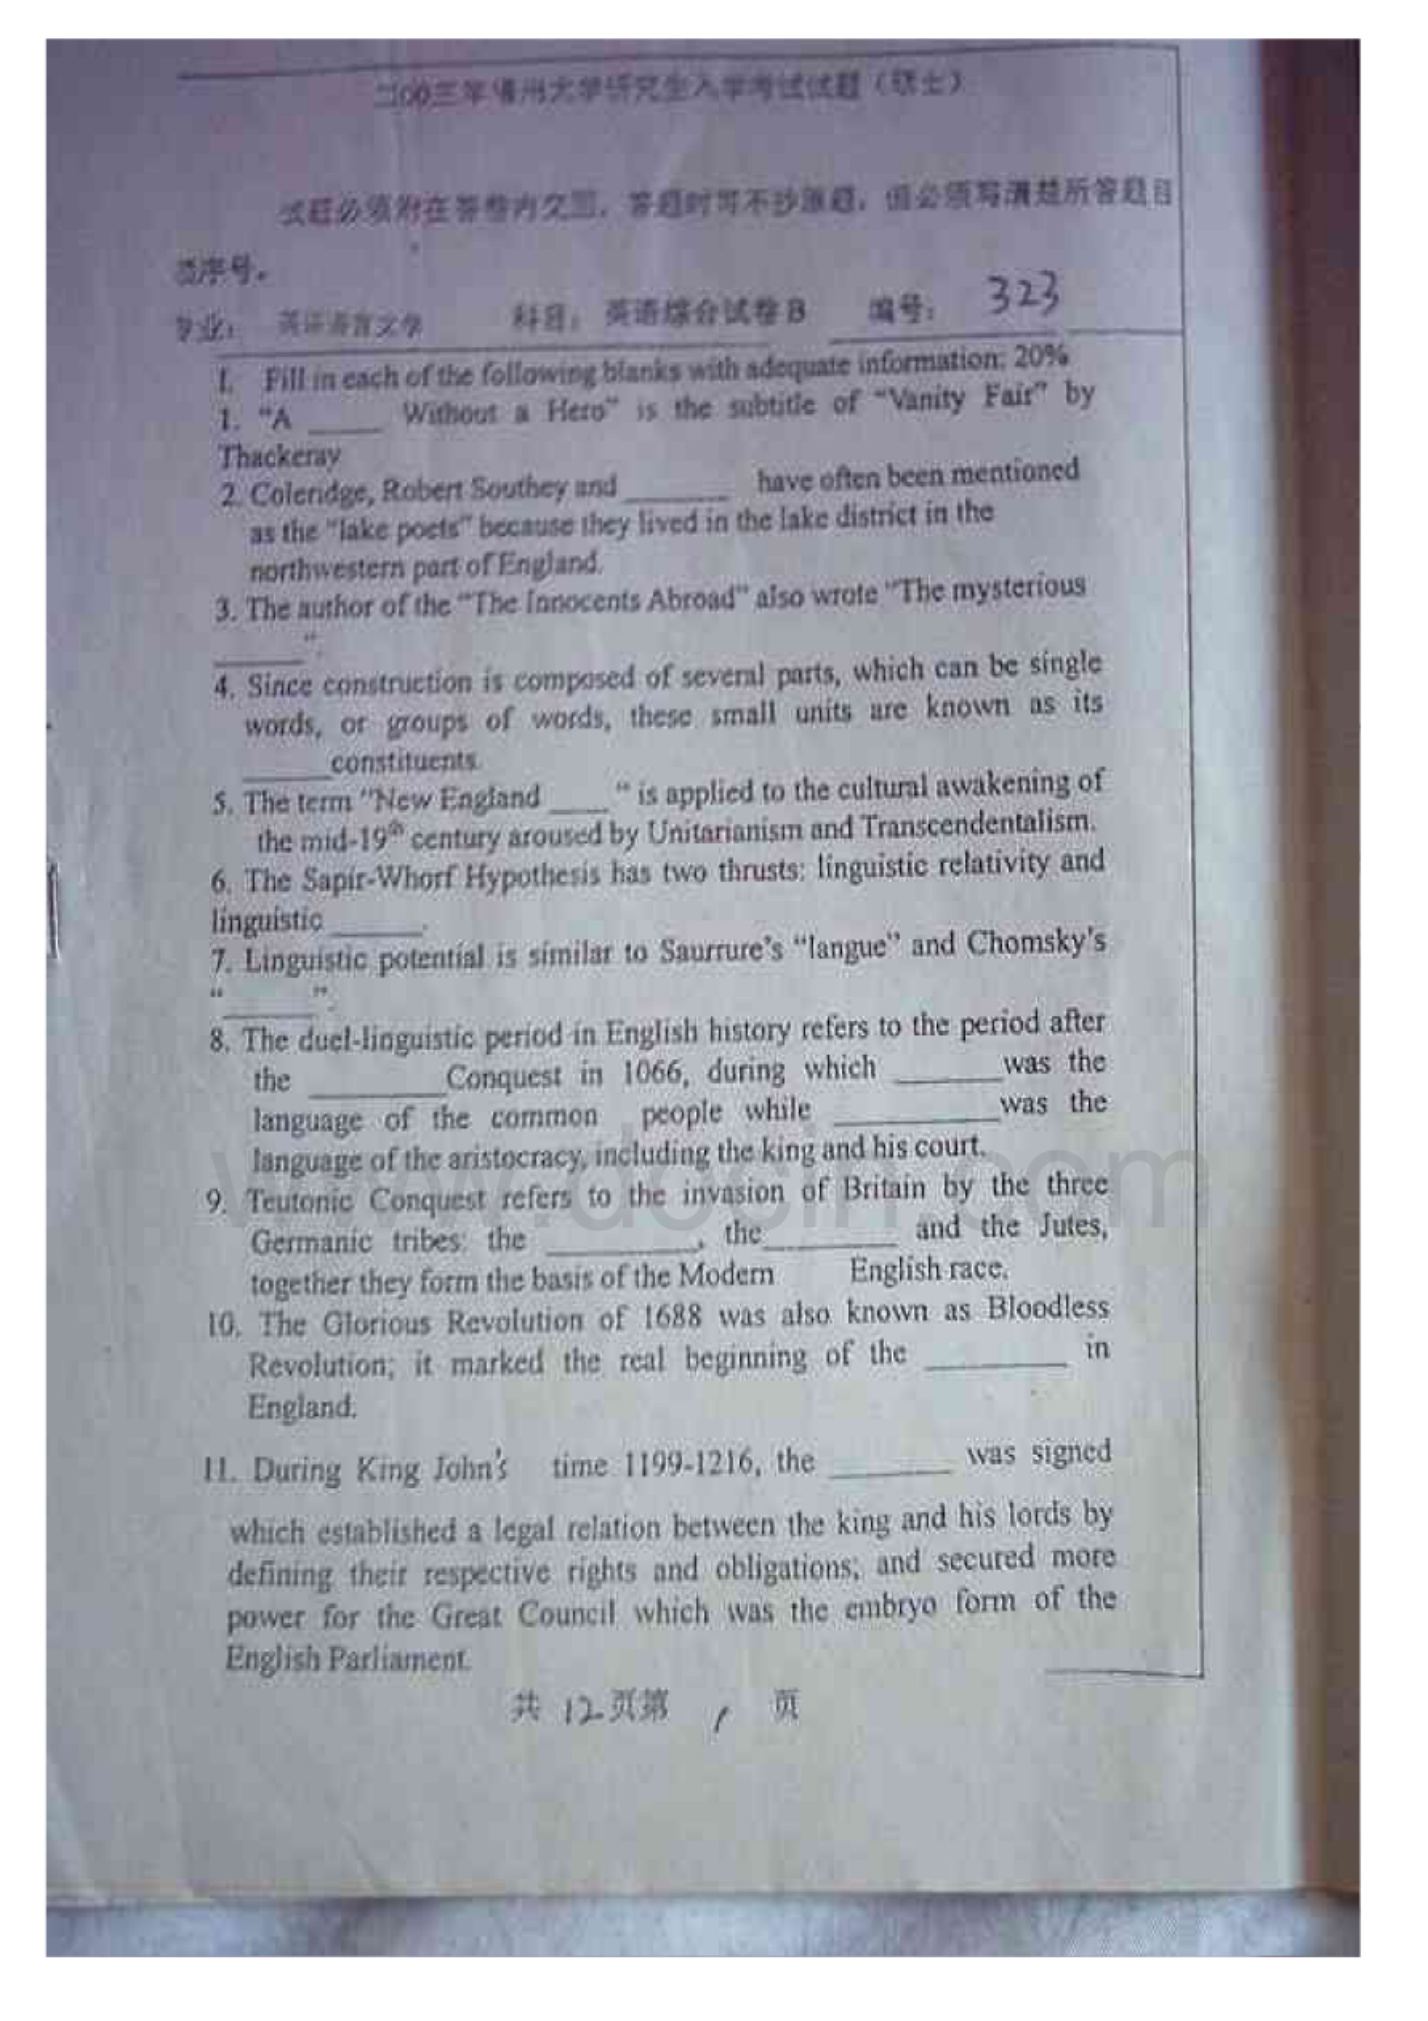 二00三年福州大学研究生入学考试试题（硕士）
试题必须附在答卷内交回，答题时可不抄原题，但必须写清楚所答题目
的序号。
专业： 英语语言文学 科目： 英语综合试卷B 编号： 323
I. Fill in each of the following blanks with adequate information: 20%
1. "A _____ Without a Hero" is the subtitle of "Vanity Fair" by
Thackeray
2. Coleridge, Robert Southey and _______ have often been mentioned
as the "lake poets" because they lived in the lake district in the
northwestern part of England.
3. The author of the "The Innocents Abroad" also wrote "The mysterious
______".
4. Since construction is composed of several parts, which can be single
words, or groups of words, these small units are known as its
______constituents.
5. The term "New England ____ " is applied to the cultural awakening of
the mid-19th century aroused by Unitarianism and Transcendentalism.
6. The Sapir-Whorf Hypothesis has two thrusts: linguistic relativity and
linguistic ______.
7. Linguistic potential is similar to Saurrure's "langue" and Chomsky's
"______".
8. The duel-linguistic period in English history refers to the period after
the _________Conquest in 1066, during which _______was the
language of the common people while ___________was the
language of the aristocracy, including the king and his court.
9. Teutonic Conquest refers to the invasion of Britain by the three
Germanic tribes: the __________, the_________ and the Jutes,
together they form the basis of the Modern English race.
10. The Glorious Revolution of 1688 was also known as Bloodless
Revolution; it marked the real beginning of the _________ in
England.
11. During King John's time 1199-1216, the ________ was signed
which established a legal relation between the king and his lords by
defining their respective rights and obligations; and secured more
power for the Great Council which was the embryo form of the
English Parliament.
共 12 页第 1 页
www.docin.com